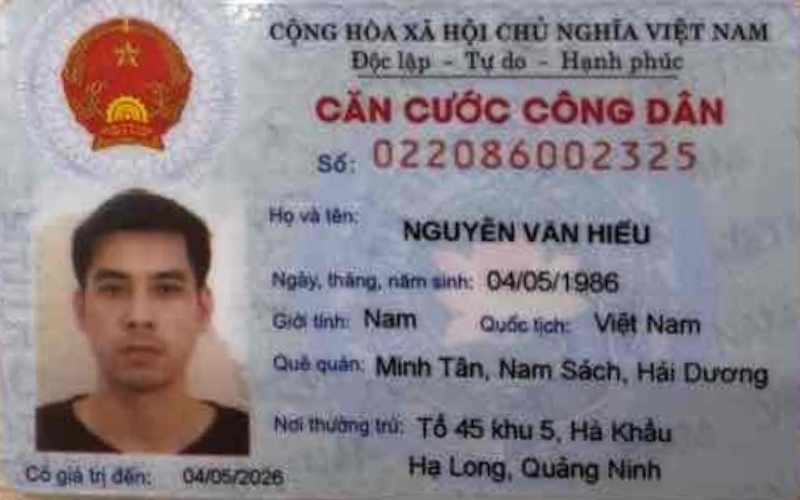 CỘNG HÒA XÃ HỘI CHỦ NGHĨA VIỆT NAM
Độc lập - Tự do - Hạnh phúc
CĂN CƯỚC CÔNG DÂN
Số: 022086002325
Họ và tên: NGUYỄN VĂN HIẾU
Ngày, tháng, năm sinh: 04/05/1986
Giới tính: Nam Quốc tịch: Việt Nam
Quê quán: Minh Tân, Nam Sách, Hải Dương
Nơi thường trú: Tổ 45 khu 5, Hà Khẩu
Hạ Long, Quảng Ninh
Có giá trị đến: 04/05/2026